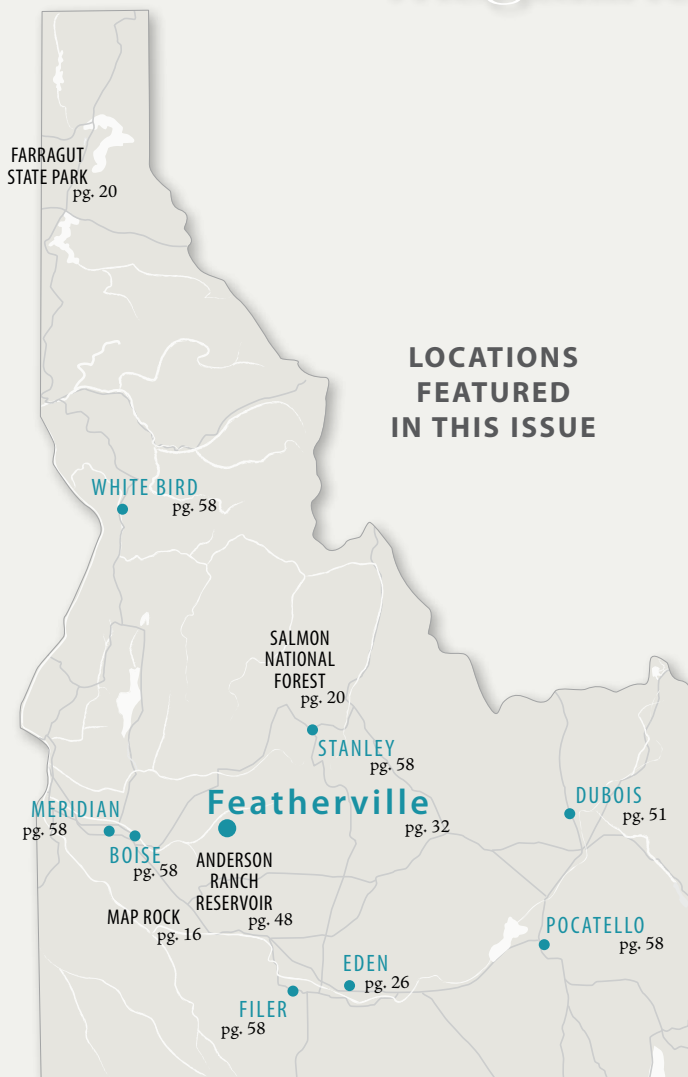 FARRAGUT
STATE PARK
pg. 20
LOCATIONS
FEATURED
IN THIS ISSUE
WHITE BIRD
pg. 58
SALMON
NATIONAL
FOREST
pg. 20
STANLEY
pg. 58
Featherville
pg. 32
DUBOIS
pg. 51
MERIDIAN
pg. 58
BOISE
pg. 58
ANDERSON
RANCH
RESERVOIR
pg. 48
MAP ROCK
pg. 16
POCATELLO
pg. 58
EDEN
pg. 26
FILER
pg. 58